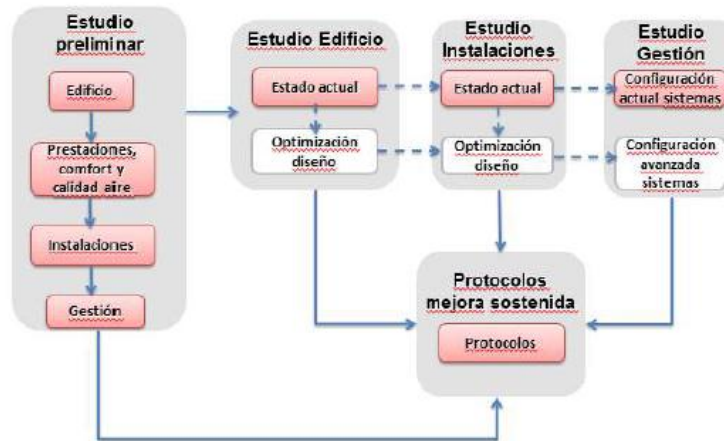 Estudio
preliminar
Edificio
Prestaciones,
comfort y
calidad aire
Instalaciones
Gestión
Estudio Edificio
Estado actual
Optimización
diseño
Estudio
Instalaciones
Estado actual
Optimización
diseño
Estudio
Gestión
Configuración
actual sistemas
Configuración
avanzada
sistemas
Protocolos
mejora sostenida
Protocolos